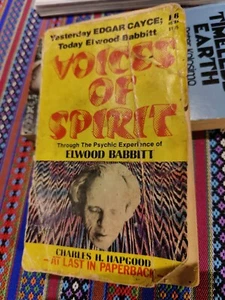 Yesterday EDGAR CAYCE;
Today Elwood Babbitt
VOICES
OF
SPIRIT
Through The Psychic Experience of
ELWOOD BABBITT
CHARLES H. HAPGOOD
– AT LAST IN PAPERBACK
TIMELESS
EARTH